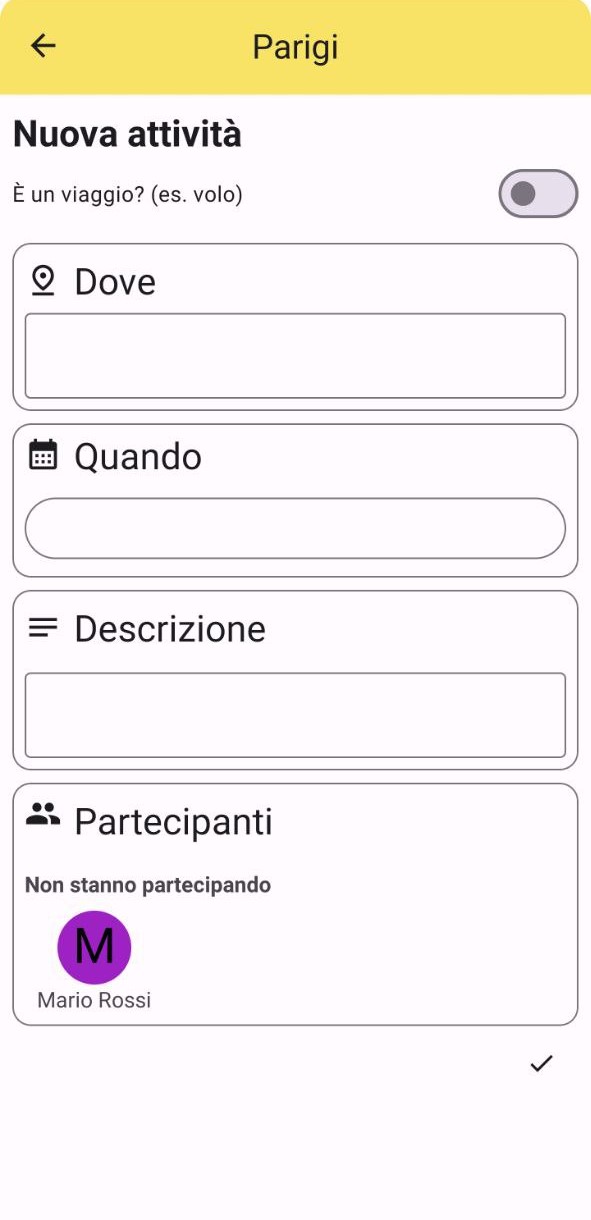 Parigi
Nuova attività
È un viaggio? (es. volo)
Dove
Quando
Descrizione
Partecipanti
Non stanno partecipando
M
Mario Rossi